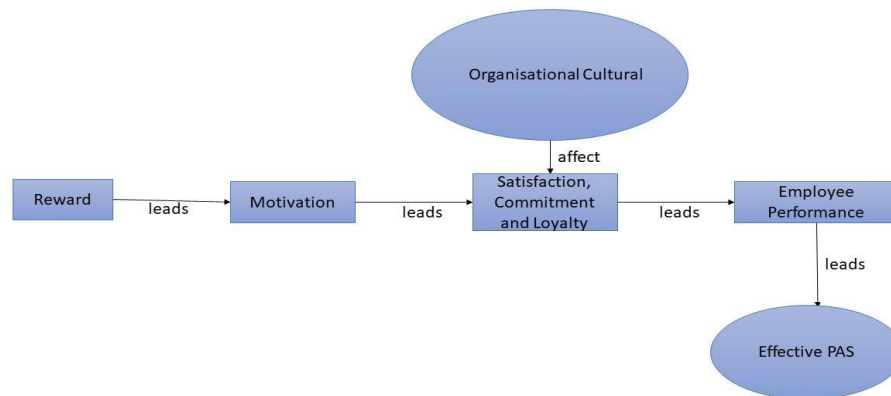 Organisational Cultural
affect
Reward
leads
Motivation
leads
Satisfaction,
Commitment
and Loyalty
leads
Employee
Performance
leads
Effective PAS